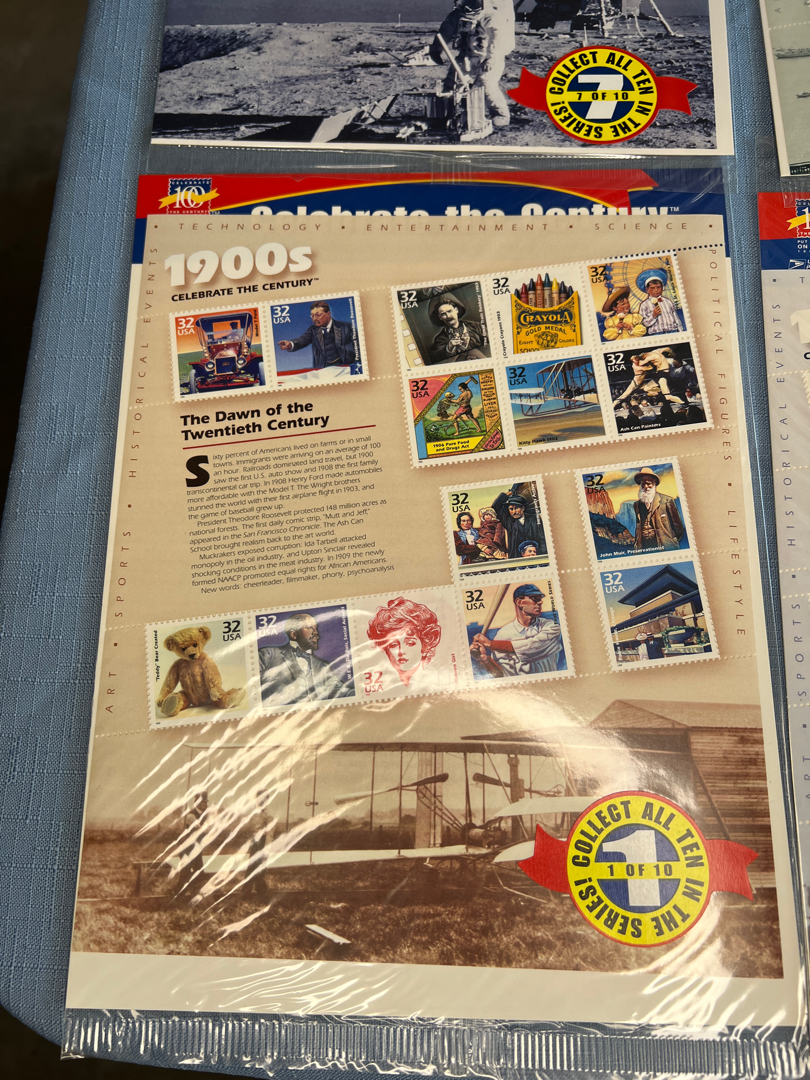 COLLECT ALL TEN IN THE SERIES!
7
7 OF 10
CELEBRATE
100
THE CENTURY
Celebrate the Century™
• TECHNOLOGY • ENTERTAINMENT • SCIENCE •
HISTORICAL EVENTS
POLITICAL FIGURES
ART • SPORTS •
LIFESTYLE
1900s
CELEBRATE THE CENTURY™
32
USA
32
USA
32
USA
32
CRAYOLA
GOLD MEDAL
32
USA
32
USA
1906 Pure Food
and Drugs Act
32
USA
Kitty Hawk 1903
32
USA
Ash Can Painters
The Dawn of the
Twentieth Century
Sixty percent of Americans lived on farms or in small
towns. Immigrants were arriving on an average of 100
an hour. Railroads dominated land travel, but 1900
saw the first U.S. auto show and 1908 the first family
transcontinental car trip. In 1908 Henry Ford made automobiles
more affordable with the Model T. The Wright brothers
stunned the world with their first airplane flight in 1903, and
the game of baseball grew up.
President Theodore Roosevelt protected 148 million acres as
national forests. The first daily comic strip, "Mutt and Jeff,"
appeared in the San Francisco Chronicle. The Ash Can
School brought realism back to the art world.
Muckrakers exposed corruption: Ida Tarbell attacked
monopoly in the oil industry, and Upton Sinclair revealed
shocking conditions in the meat industry. In 1909 the newly
formed NAACP promoted equal rights for African Americans
New words: cheerleader, filmmaker, phony, psychoanalysis
32
USA
32
USA
John Muir, Preservationist
32
USA
32
USA
"Teddy" Bear Created
32
USA
32
USA
32
USA
32
USA
COLLECT ALL TEN IN THE SERIES!
1
1 OF 10
HISTORICAL EVENTS
SPORTS